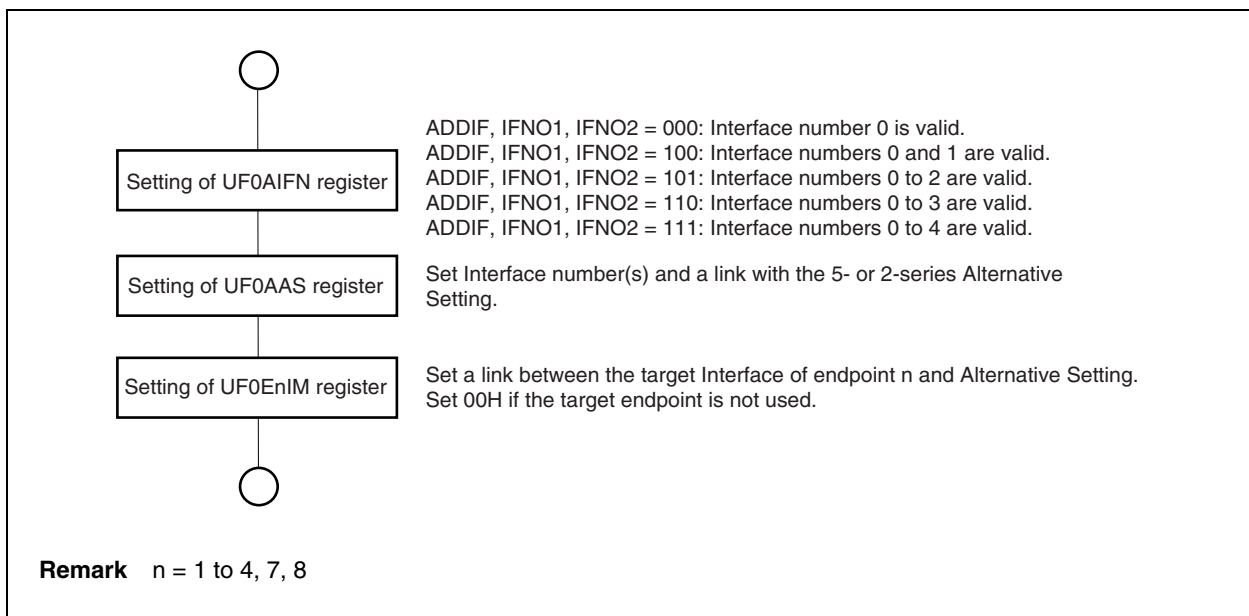 ADDIF, IFNO1, IFNO2 = 000: Interface number 0 is valid.
ADDIF, IFNO1, IFNO2 = 100: Interface numbers 0 and 1 are valid.
Setting of UF0AIFN register
ADDIF, IFNO1, IFNO2 = 101: Interface numbers 0 to 2 are valid.
ADDIF, IFNO1, IFNO2 = 110: Interface numbers 0 to 3 are valid.
ADDIF, IFNO1, IFNO2 = 111: Interface numbers 0 to 4 are valid.
Setting of UF0AAS register
Set Interface number(s) and a link with the 5- or 2-series Alternative
Setting.
Setting of UF0EnIM register
Set a link between the target Interface of endpoint n and Alternative Setting.
Set 00H if the target endpoint is not used.
Remark n = 1 to 4, 7, 8